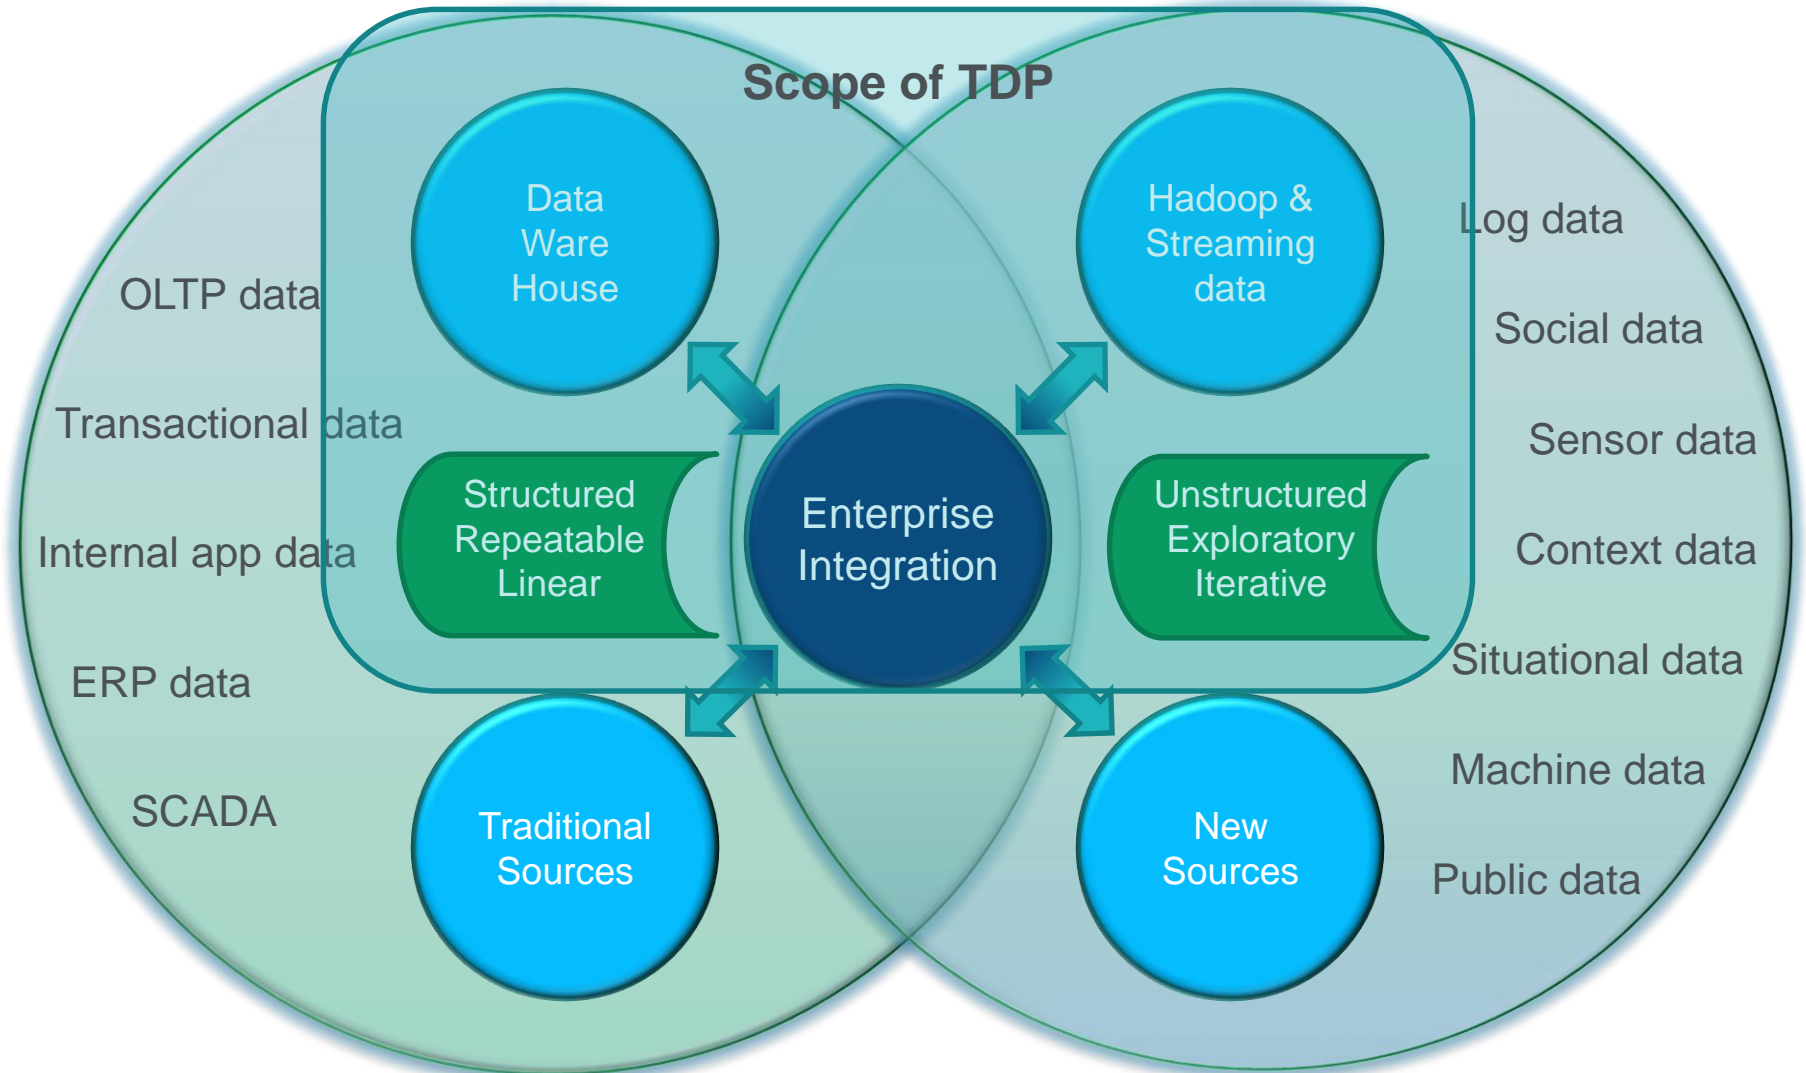 Scope of TDP
Data
Ware
House
Hadoop &
Streaming
data
OLTP data
Transactional data
Internal app data
ERP data
SCADA
Structured
Repeatable
Linear
Enterprise
Integration
Unstructured
Exploratory
Iterative
Log data
Social data
Sensor data
Context data
Situational data
Machine data
Public data
Traditional
Sources
New
Sources